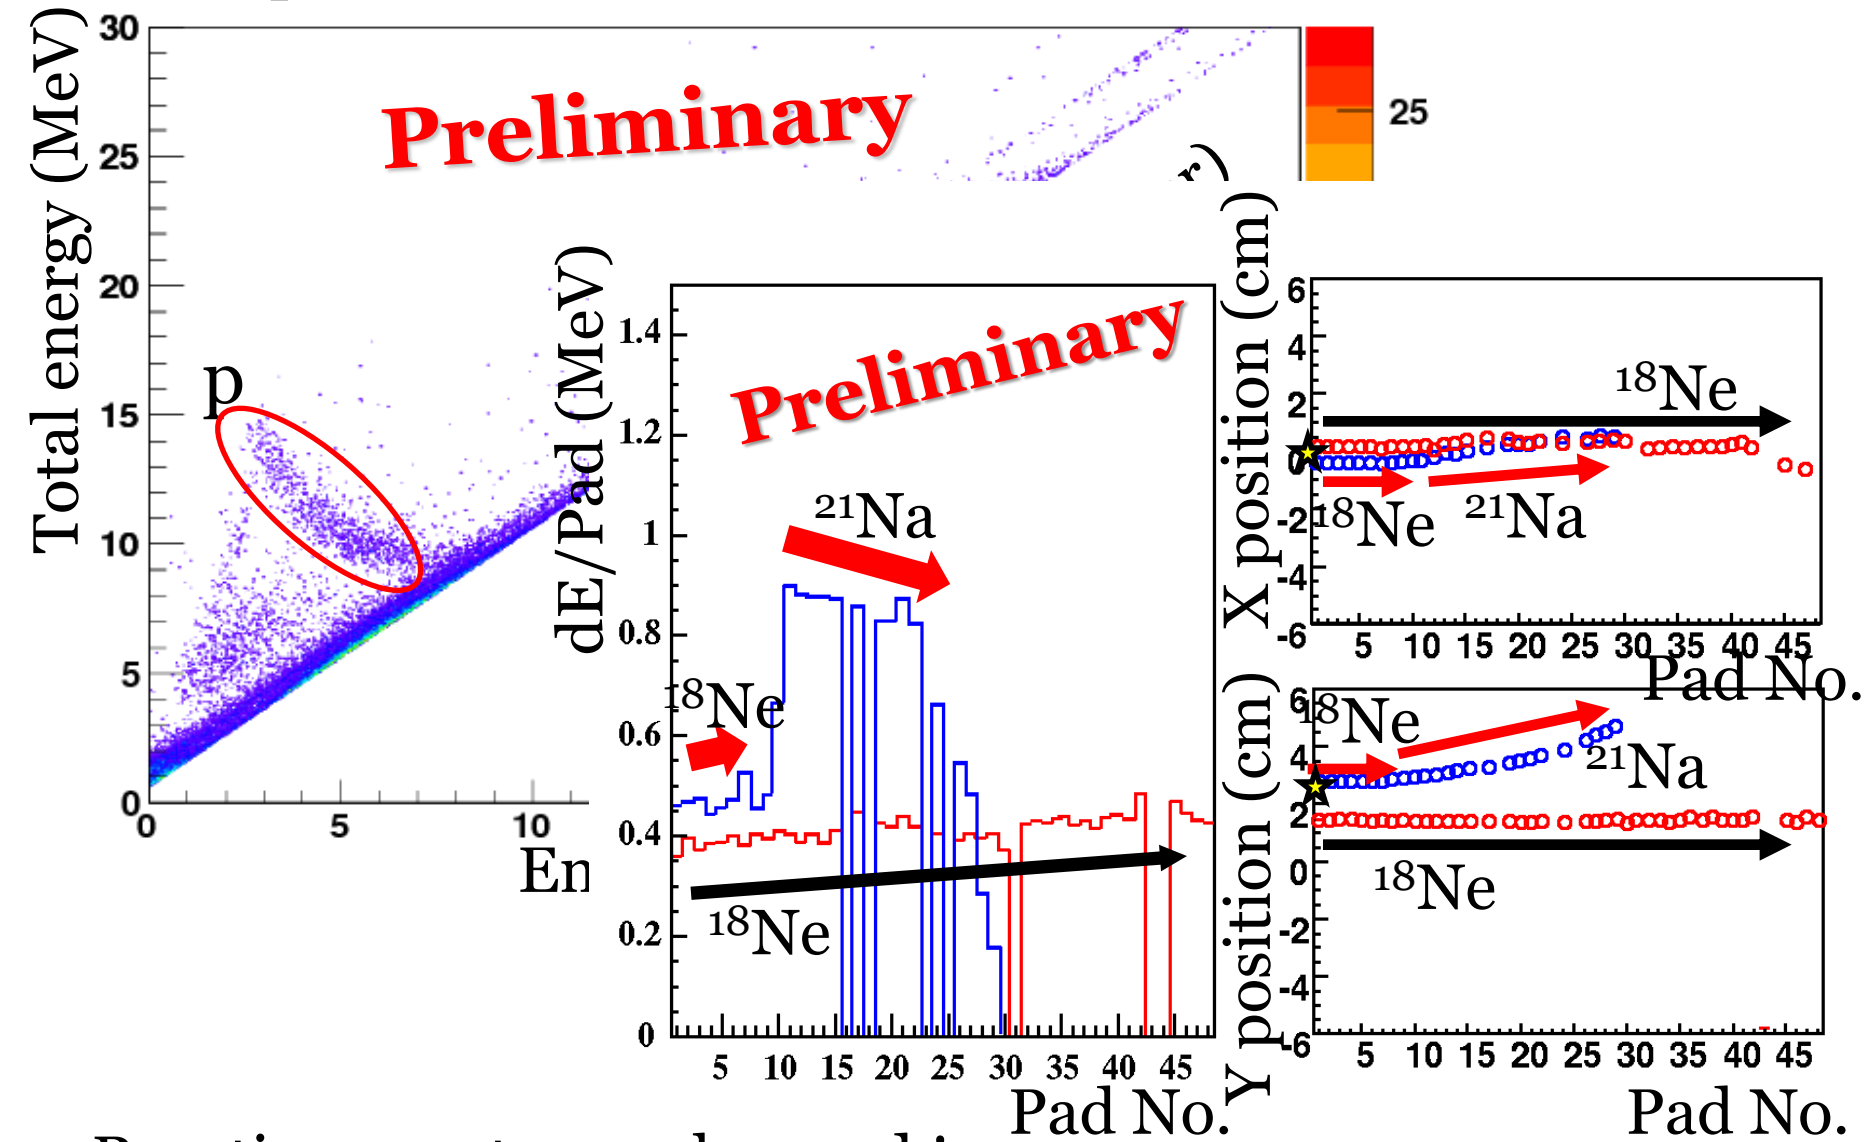 Total energy (MeV)
30
25
20
15
10
5
0
0
5
10
Preliminary
p
25
dE/Pad (MeV)
1.4
1.2
1
0.8
0.6
0.4
0.2
0
Preliminary
21Na
18Ne
18Ne
5 10 15 20 25 30 35 40 45
Pad No.
X position (cm)
6
4
2
0
-2
-4
-6
18Ne
18Ne 21Na
5 10 15 20 25 30 35 40 45
Pad No.
Y position (cm)
6
4
2
0
-2
-4
-6
18Ne
21Na
18Ne
5 10 15 20 25 30 35 40 45
Pad No.